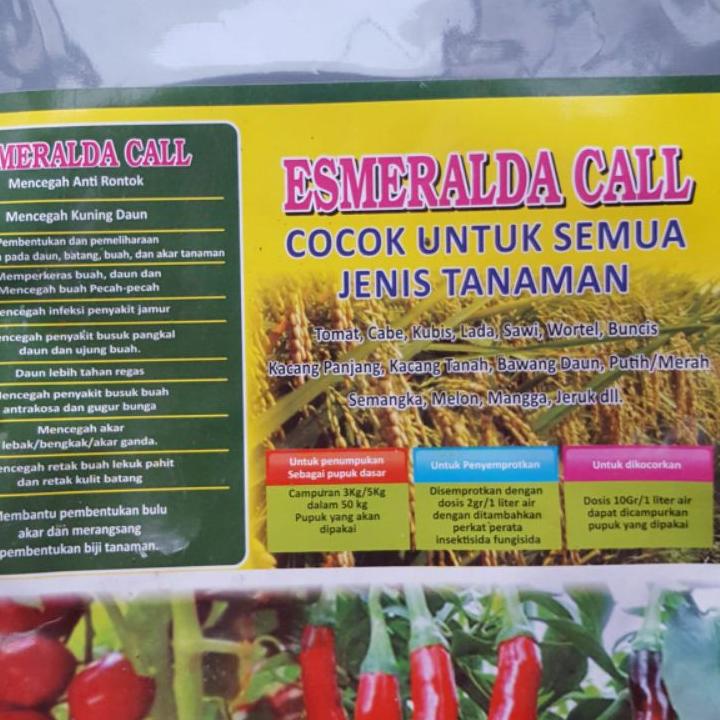 MERALDA CALL
Mencegah Anti Rontok
Mencegah Kuning Daun
Pembentukan dan pemeliharaan
pada daun, batang, buah, dan akar tanaman
Memperkeras buah, daun dan
Mencegah buah Pecah-pecah
encegah infeksi penyakit jamur
encegah penyakit busuk pangkal
daun dan ujung buah.
Daun lebih tahan regas
encegah penyakit busuk buah
antrakosa dan gugur bunga
Mencegah akar
lebak/bengkak/akar ganda.
encegah retak buah lekuk pahit
dan retak kulit batang
Membantu pembentukan bulu
akar dan merangsang
pembentukan biji tanaman.
ESMERALDA CALL
COCOK UNTUK SEMUA
JENIS TANAMAN
Tomat, Cabe, Kubis, Lada, Sawi, Wortel, Buncis
Kacang Panjang, Kacang Tanah, Bawang Daun, Putih/Merah
Semangka, Melon, Mangga, Jeruk dll.
Untuk penumpukan
Sebagai pupuk dasar
Campuran 3Kg/5Kg
dalam 50 kg
Pupuk yang akan
dipakai
Untuk Penyemprotkan
Disemprotkan dengan
dosis 2gr/1 liter air
dengan ditambahkan
perkat perata
insektisida fungisida
Untuk dikocorkan
Dosis 10Gr/1 liter air
dapat dicampurkan
pupuk yang dipakai